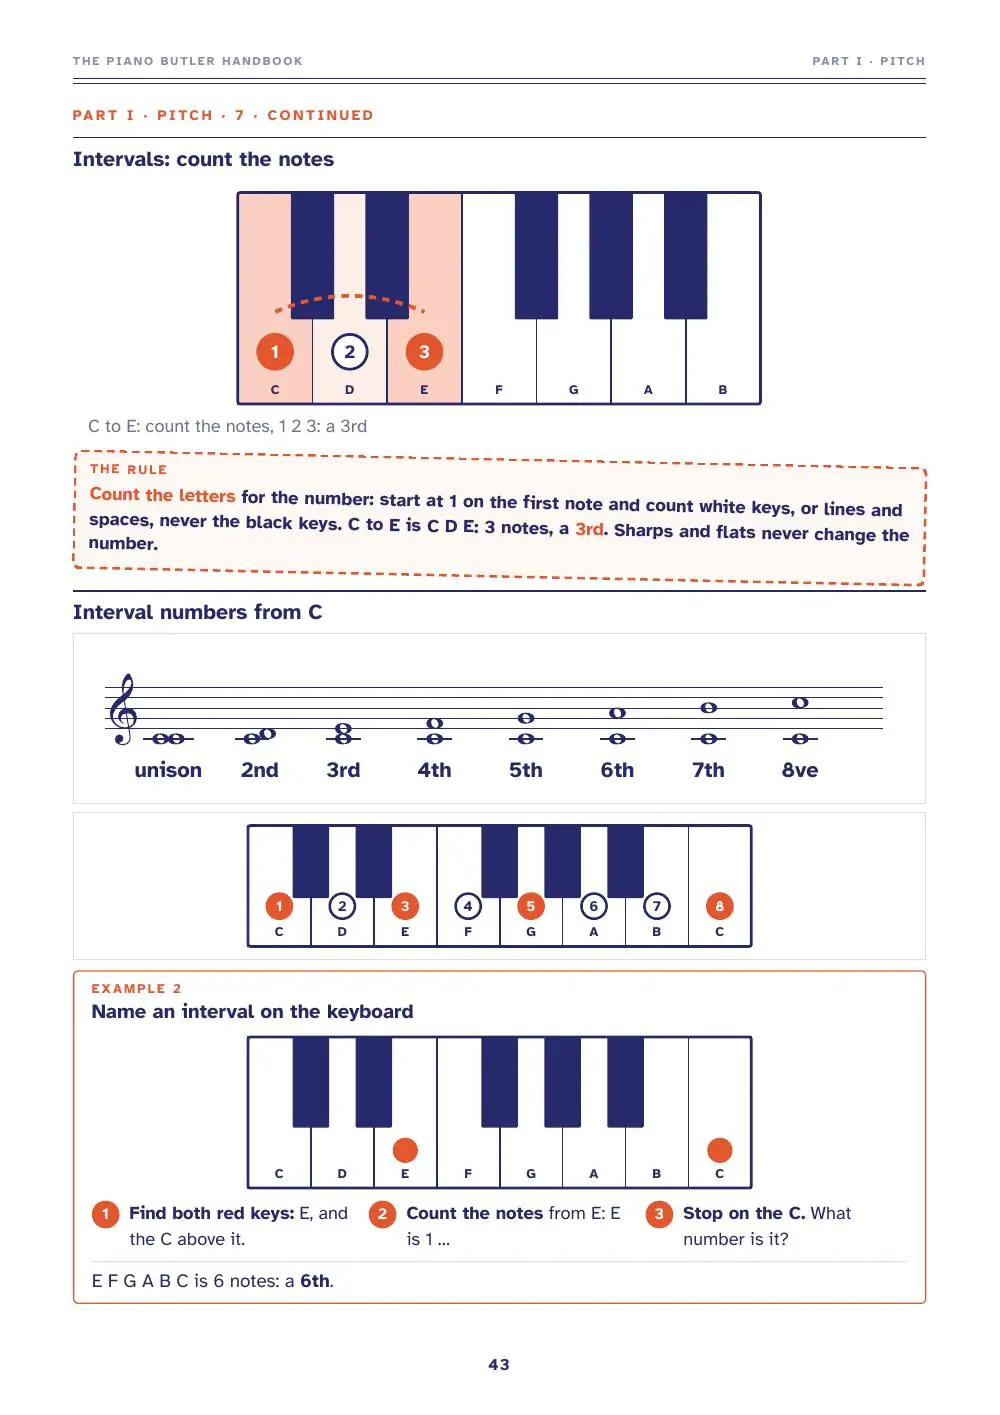 THE PIANO BUTLER HANDBOOK
PART I · PITCH
PART I · PITCH · 7 · CONTINUED
Intervals: count the notes
1 2 3
C D E F G A B
C to E: count the notes, 1 2 3: a 3rd
THE RULE
Count the letters for the number: start at 1 on the first note and count white keys, or lines and
spaces, never the black keys. C to E is C D E: 3 notes, a 3rd. Sharps and flats never change the
number.
Interval numbers from C
unison 2nd 3rd 4th 5th 6th 7th 8ve
1 2 3 4 5 6 7 8
C D E F G A B C
EXAMPLE 2
Name an interval on the keyboard
C D E F G A B C
1 Find both red keys: E, and
the C above it.
2 Count the notes from E: E
is 1 ...
3 Stop on the C. What
number is it?
E F G A B C is 6 notes: a 6th.
43